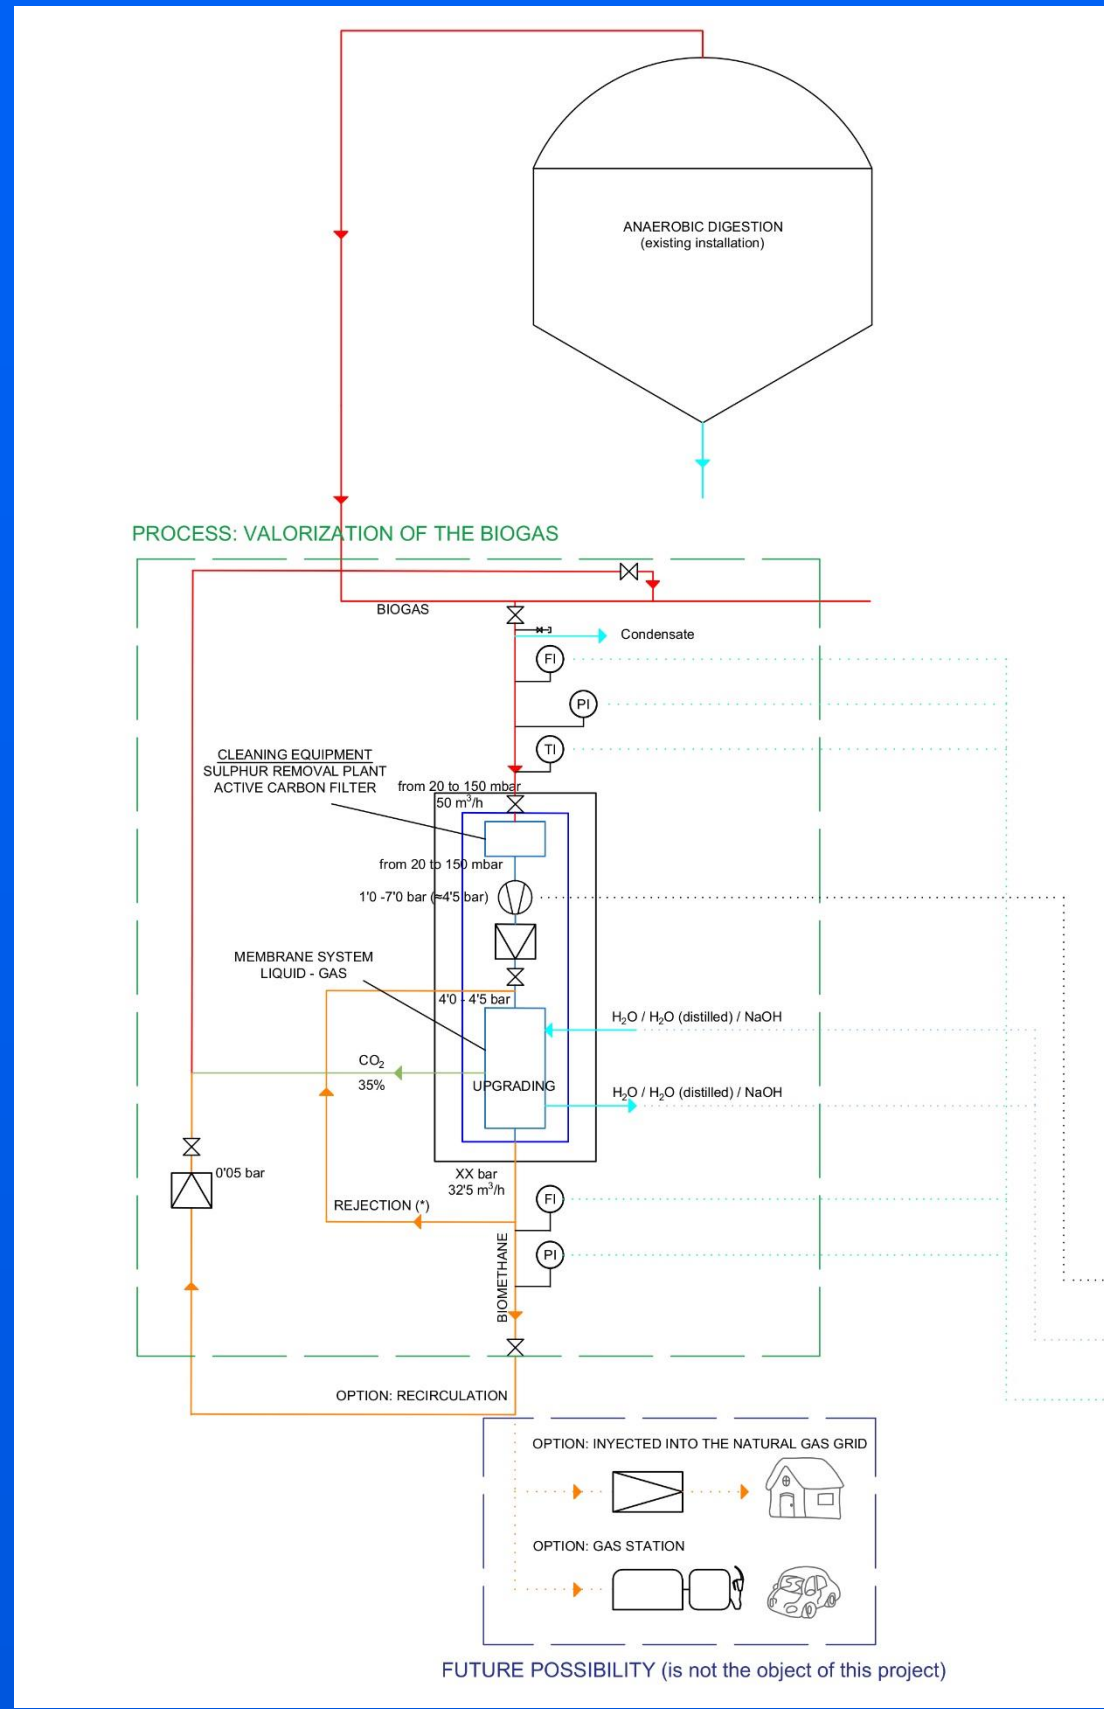 ANAEROBIC DIGESTION
(existing installation)
PROCESS: VALORIZATION OF THE BIOGAS
BIOGAS
Condensate
FI
PI
TI
CLEANING EQUIPMENT
SULPHUR REMOVAL PLANT
ACTIVE CARBON FILTER
from 20 to 150 mbar
50 m³/h
from 20 to 150 mbar
1'0 -7'0 bar (≈4'5 bar)
MEMBRANE SYSTEM
LIQUID - GAS
4'0 - 4'5 bar
H₂O / H₂O (distilled) / NaOH
CO₂
35%
UPGRADING
H₂O / H₂O (distilled) / NaOH
0'05 bar
XX bar
32'5 m³/h
REJECTION (*)
FI
PI
BIOMETHANE
OPTION: RECIRCULATION
OPTION: INYECTED INTO THE NATURAL GAS GRID
OPTION: GAS STATION
FUTURE POSSIBILITY (is not the object of this project)